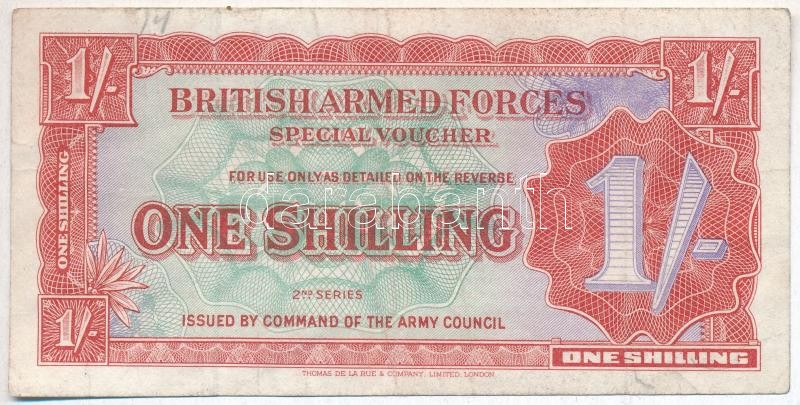 14
1/-
1/-
BRITISH ARMED FORCES
SPECIAL VOUCHER
FOR USE ONLY AS DETAILED ON THE REVERSE
1/-
ONE SHILLING
darabanth
ONE SHILLING
2ND SERIES
1/-
ISSUED BY COMMAND OF THE ARMY COUNCIL
ONE SHILLING
THOMAS DE LA RUE & COMPANY, LIMITED, LONDON.